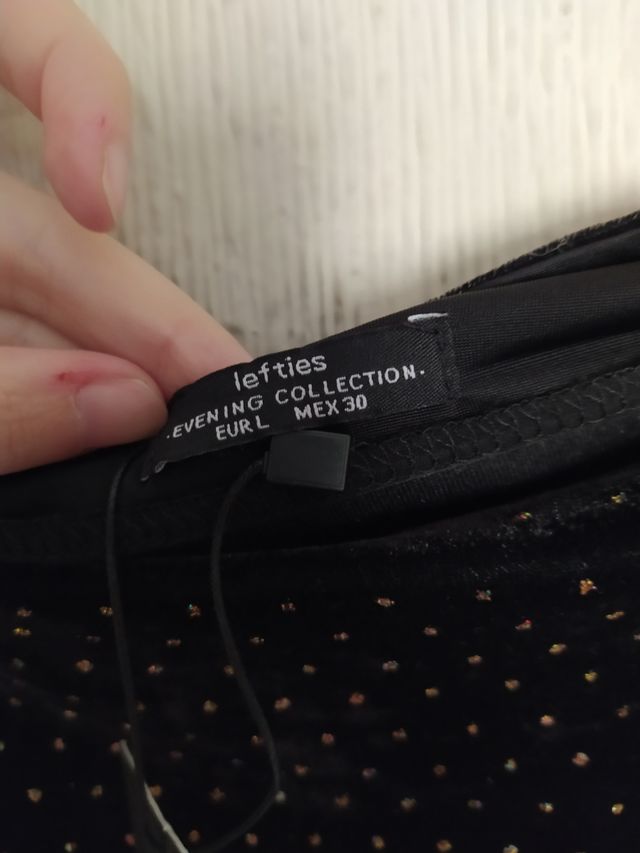 lefties
.EVENING COLLECTION.
EUR L MEX 30